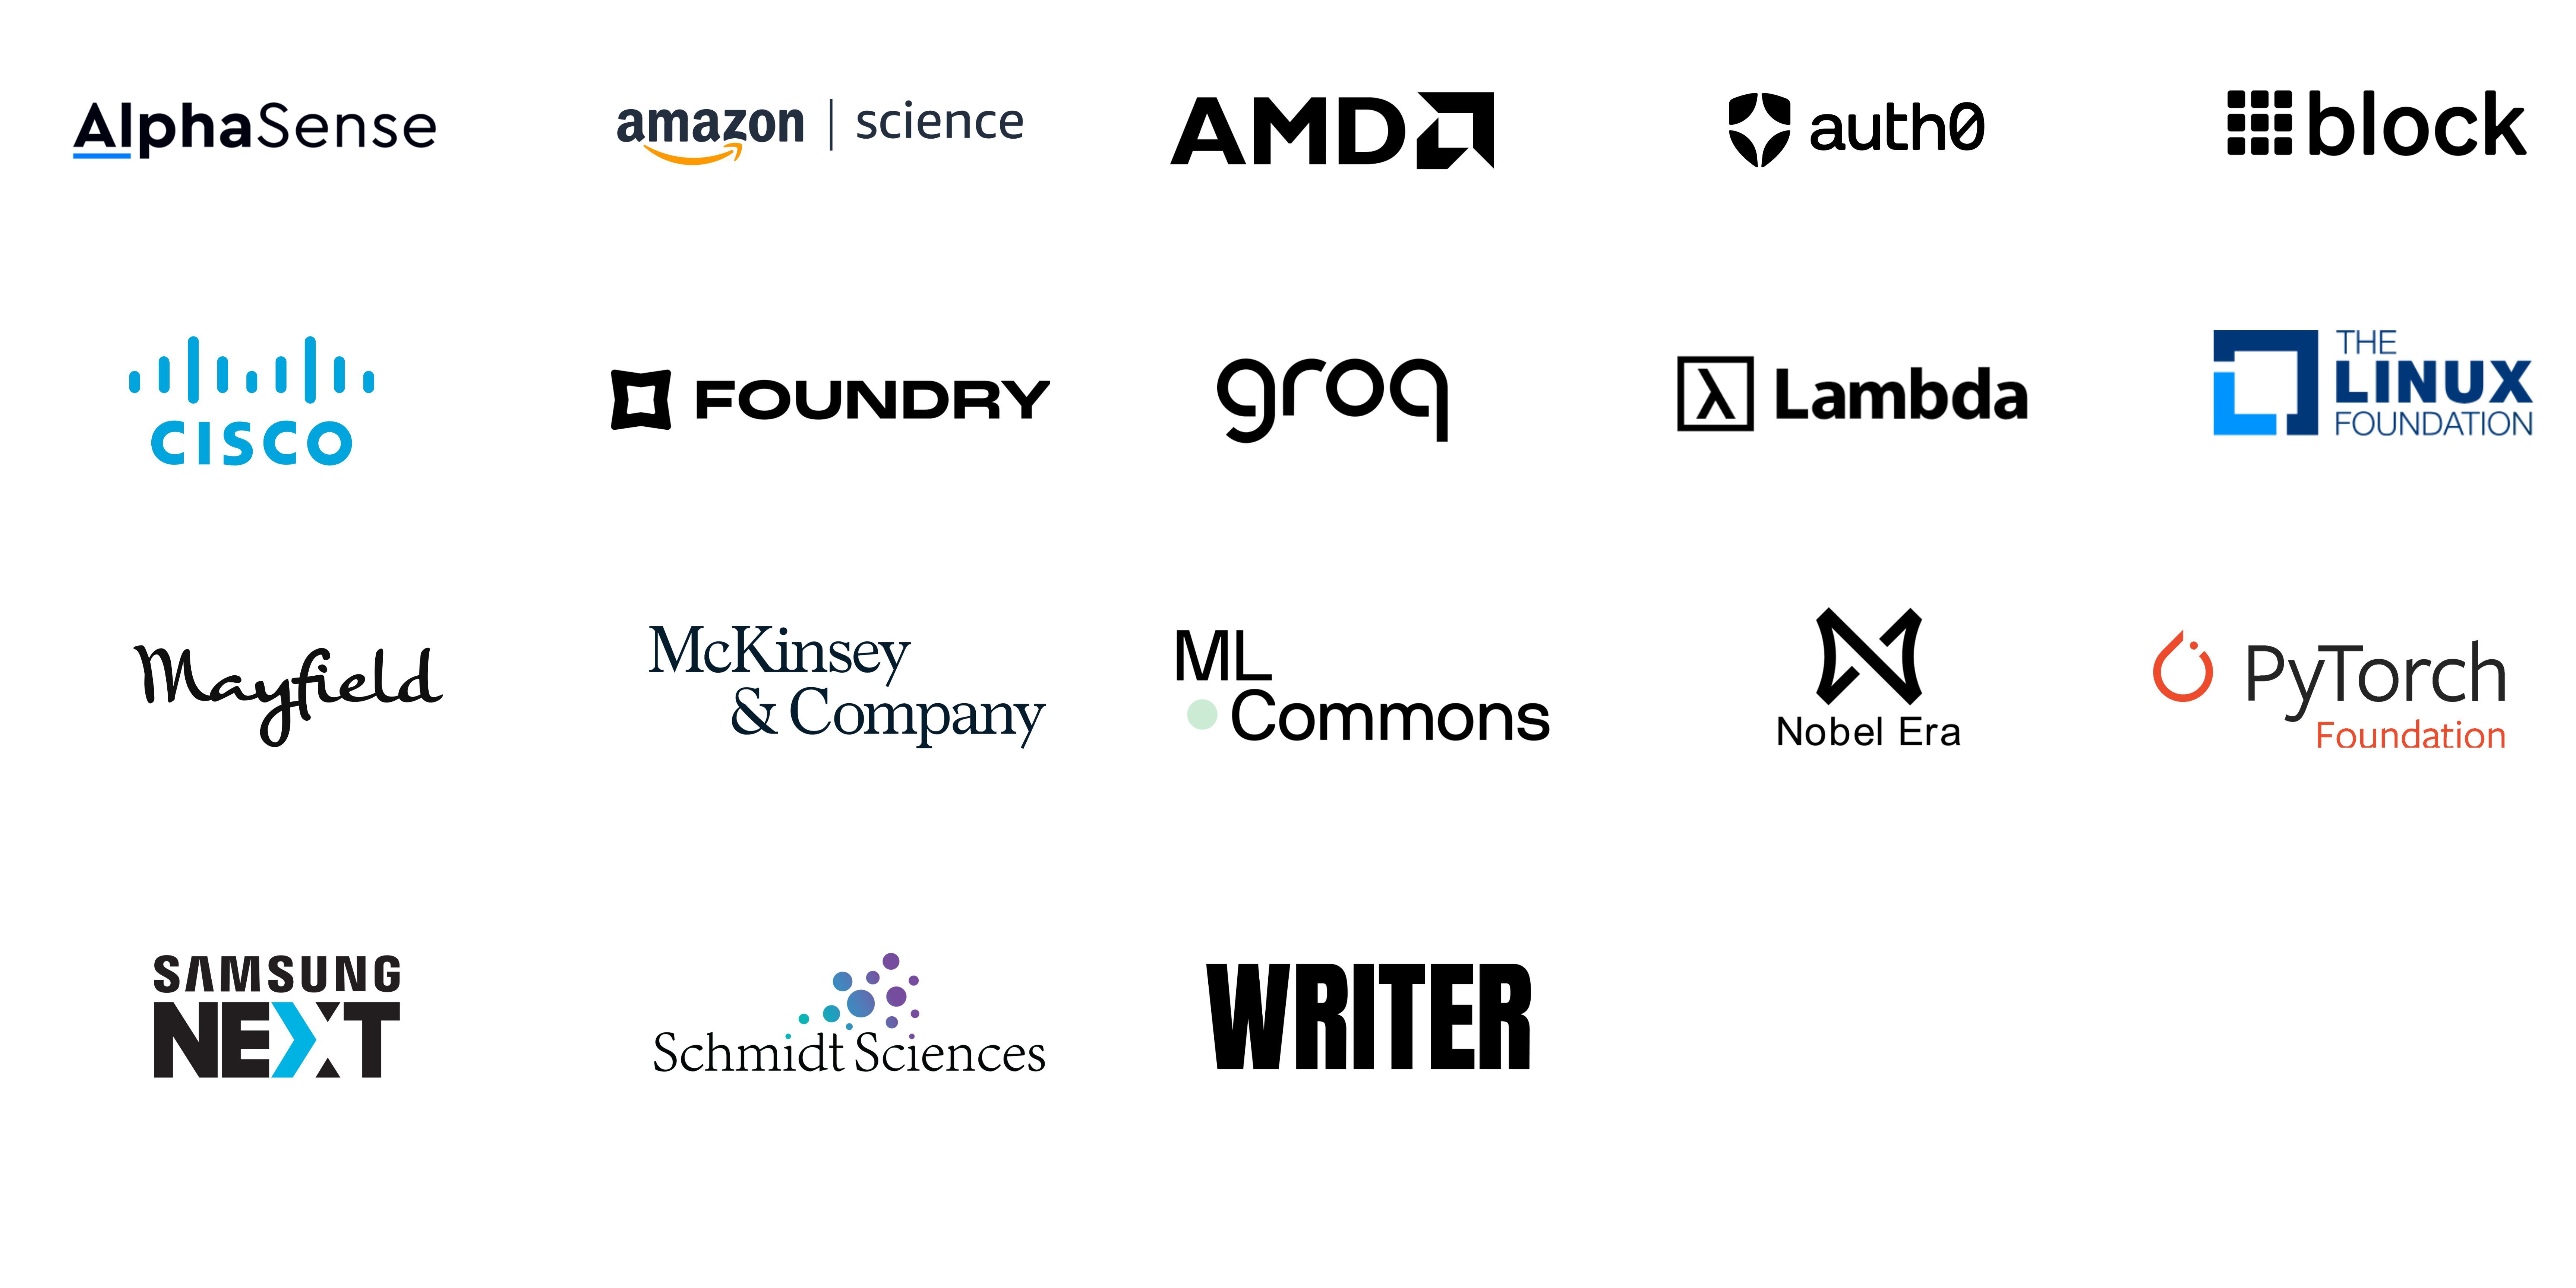 AlphaSense
amazon | science
AMD
auth0
block
CISCO
FOUNDRY
groq
λ Lambda
THE
LINUX
FOUNDATION
Mayfield
McKinsey
& Company
ML
Commons
Nobel Era
PyTorch
Foundation
SAMSUNG
NEXT
Schmidt Sciences
WRITER